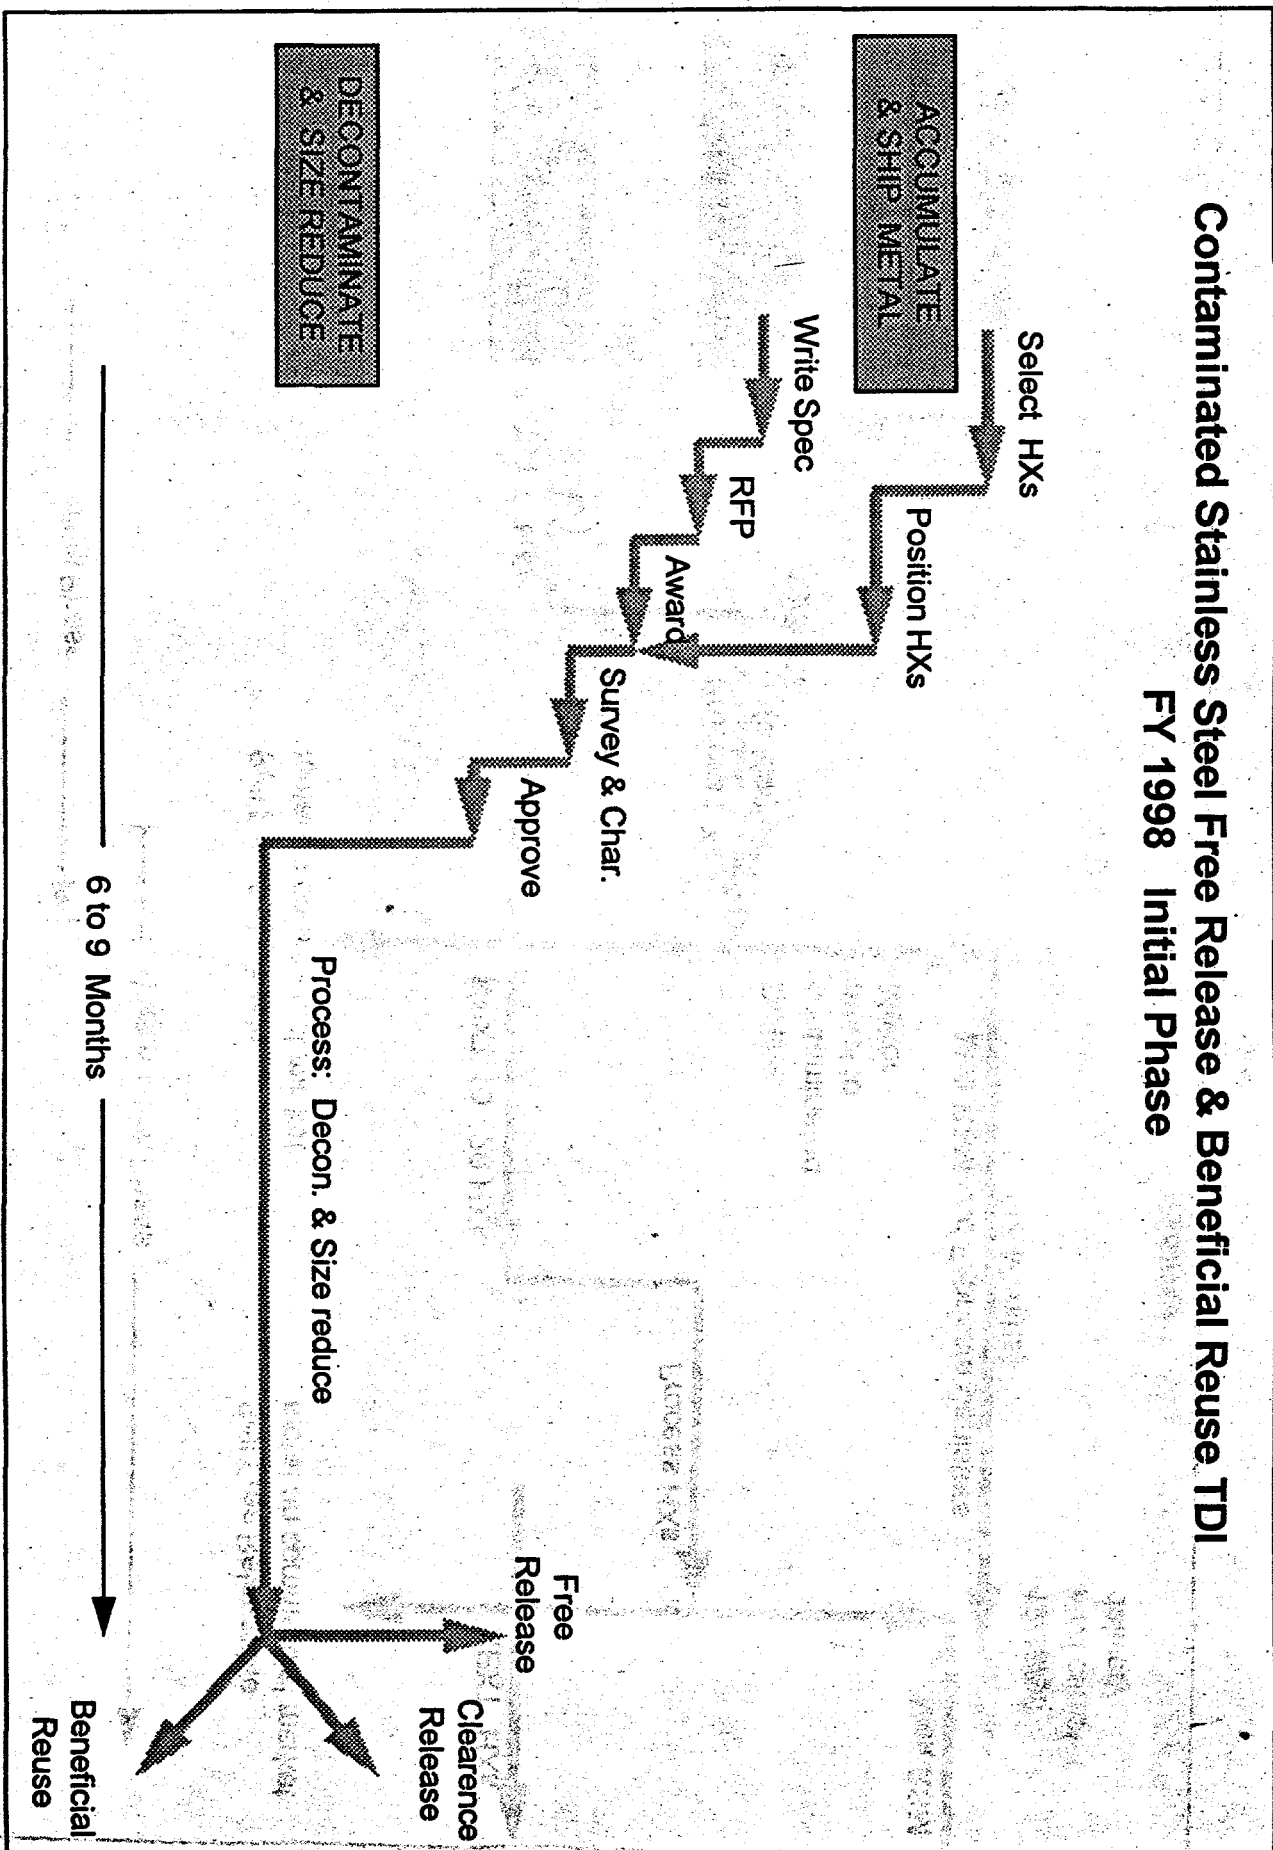 Contaminated Stainless Steel Free Release & Beneficial Reuse TDI
FY 1998 Initial Phase
Select HXs
ACCUMULATE
& SHIP METAL
Position HXs
Write Spec
RFP
Award
Survey & Char.
Approve
DECONTAMINATE
& SIZE REDUCE
Process: Decon. & Size reduce
Free
Release
Clearence
Release
Beneficial
Reuse
6 to 9 Months